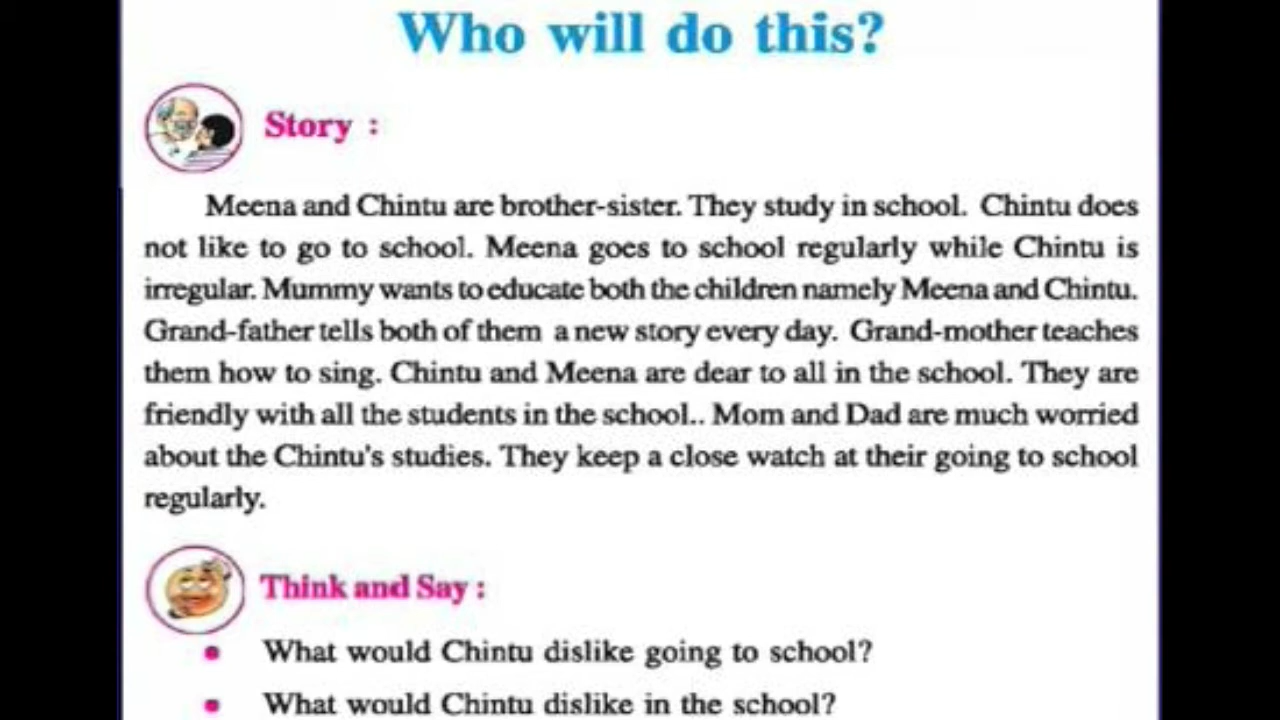 Who will do this?
Story :
Meena and Chintu are brother-sister. They study in school. Chintu does
not like to go to school. Meena goes to school regularly while Chintu is
irregular. Mummy wants to educate both the children namely Meena and Chintu.
Grand-father tells both of them a new story every day. Grand-mother teaches
them how to sing. Chintu and Meena are dear to all in the school. They are
friendly with all the students in the school.. Mom and Dad are much worried
about the Chintu's studies. They keep a close watch at their going to school
regularly.
Think and Say :
• What would Chintu dislike going to school?
• What would Chintu dislike in the school?